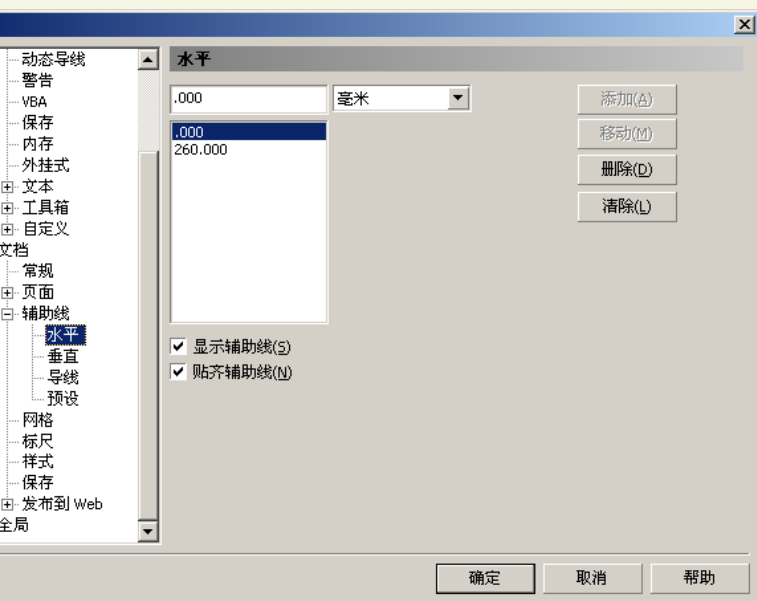 动态导线
警告
VBA
保存
内存
外挂式
文本
工具箱
自定义
文档
常规
页面
辅助线
水平
垂直
导线
预设
网格
标尺
样式
保存
发布到 Web
全局
水平
.000 毫米
.000
260.000
添加(A)
移动(M)
删除(D)
清除(L)
显示辅助线(S)
贴齐辅助线(N)
确定 取消 帮助